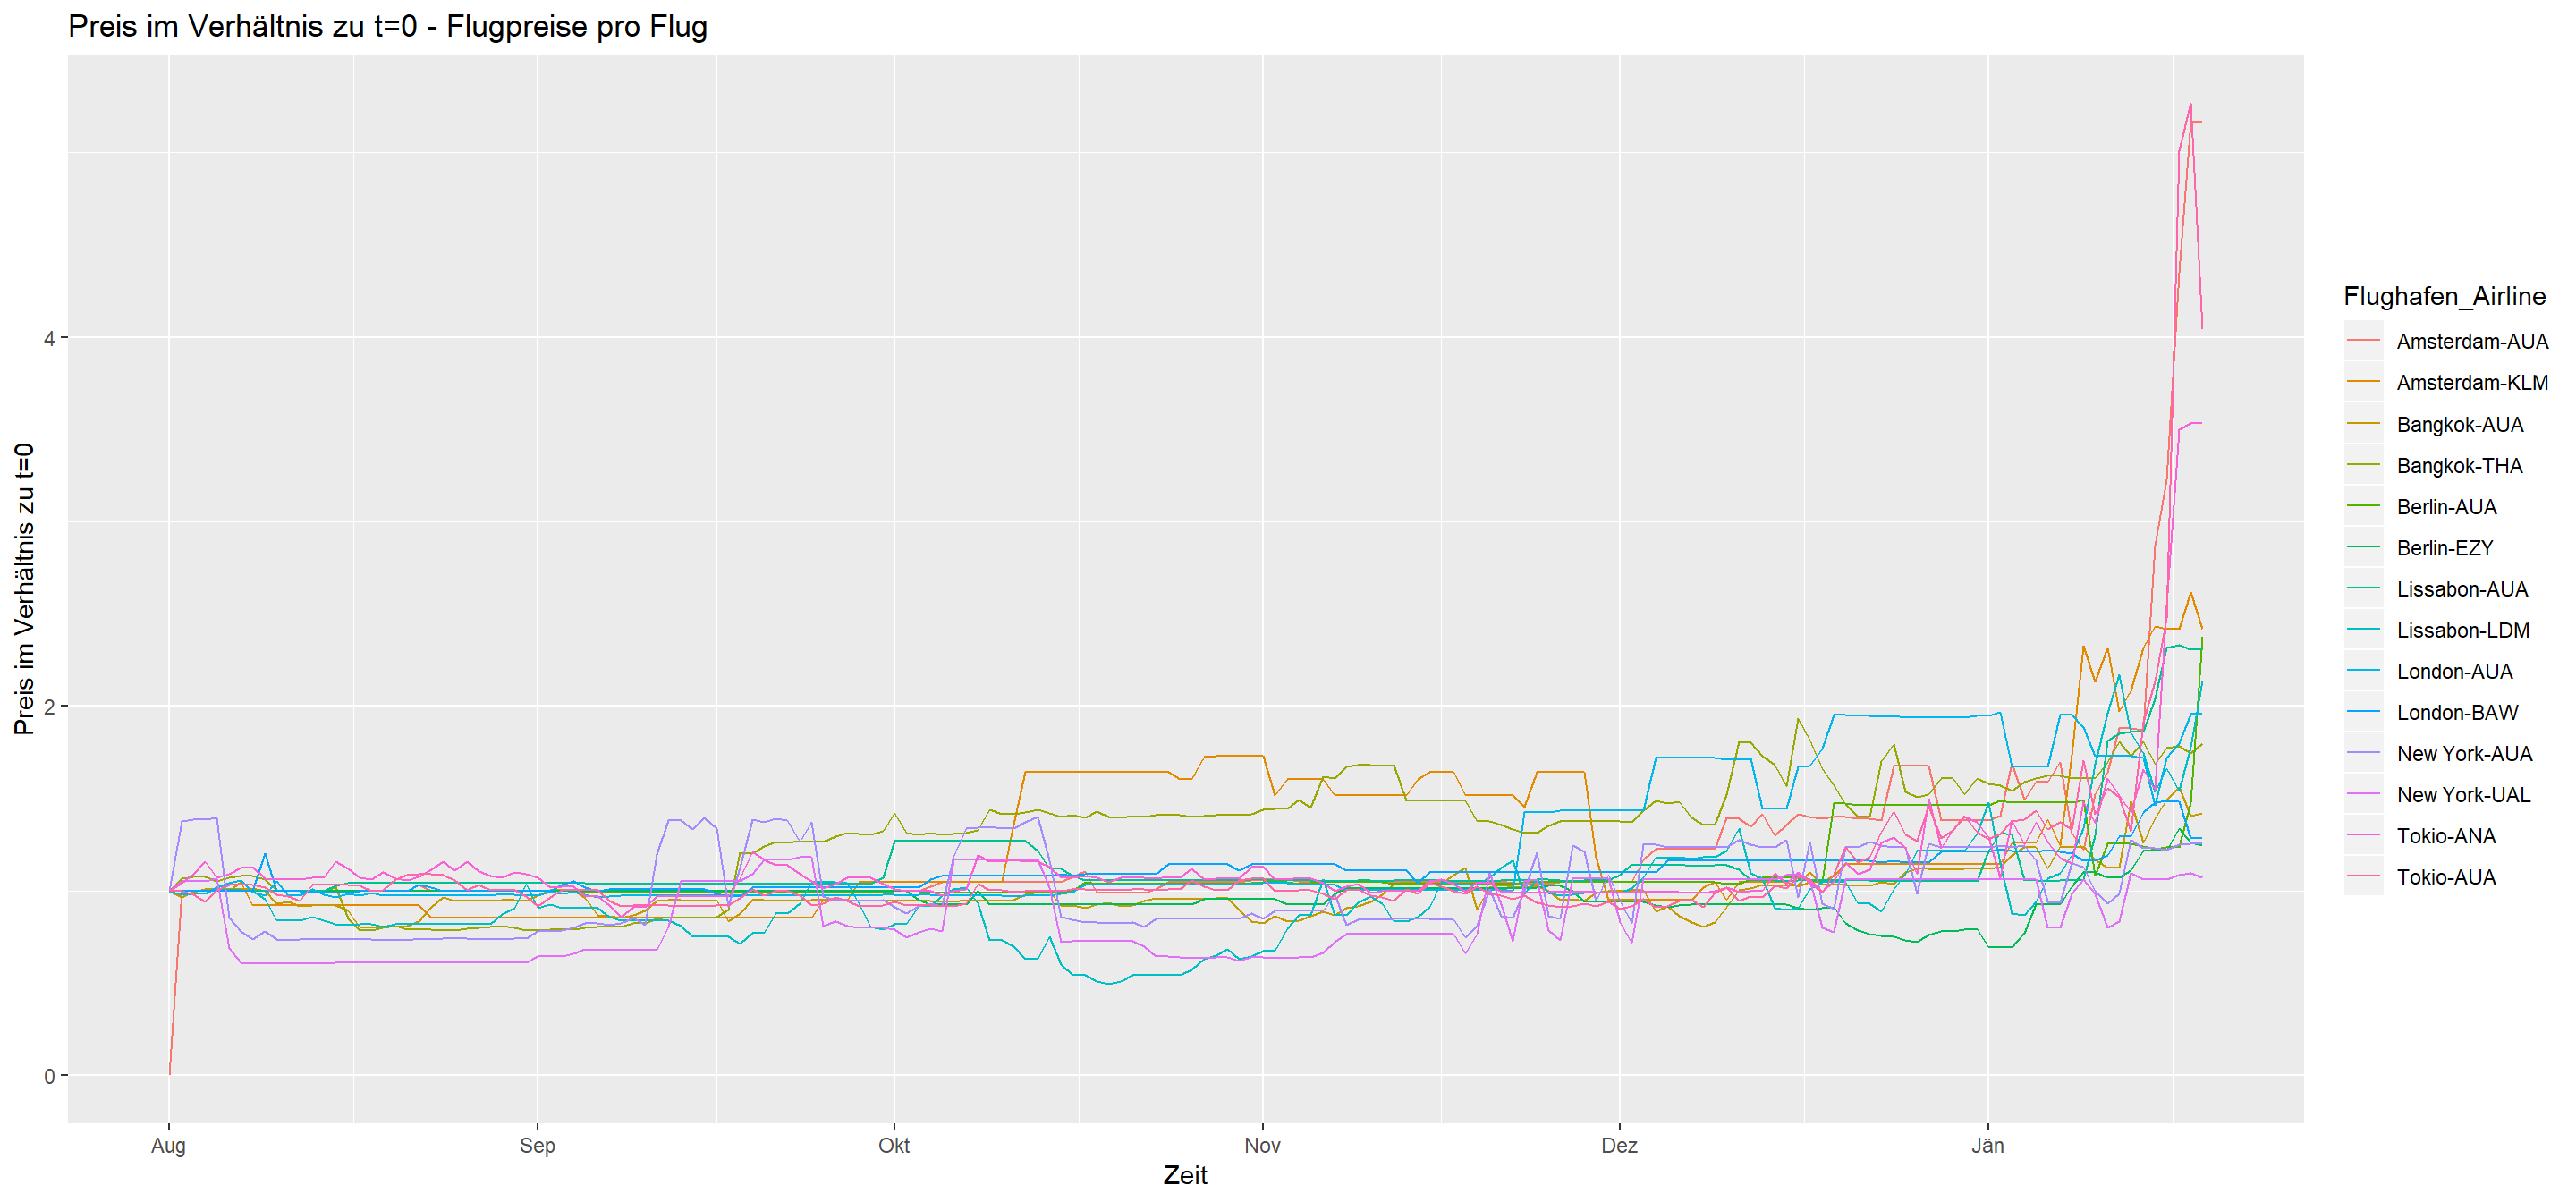 Preis im Verhältnis zu t=0 - Flugpreise pro Flug
Preis im Verhältnis zu t=0
4
2
0
Aug
Sep
Okt
Nov
Dez
Jän
Zeit
Flughafen_Airline
Amsterdam-AUA
Amsterdam-KLM
Bangkok-AUA
Bangkok-THA
Berlin-AUA
Berlin-EZY
Lissabon-AUA
Lissabon-LDM
London-AUA
London-BAW
New York-AUA
New York-UAL
Tokio-ANA
Tokio-AUA